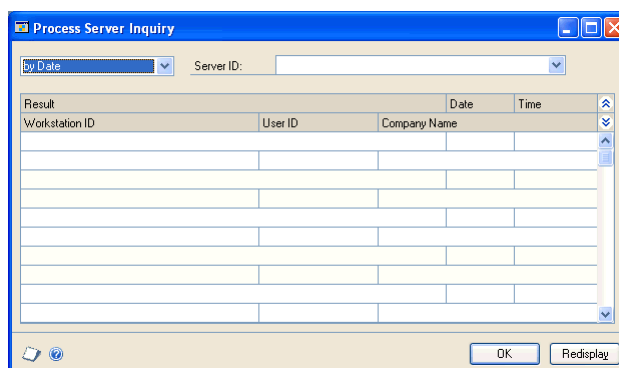 Process Server Inquiry
by Date Server ID:
Result Date Time
Workstation ID User ID Company Name
OK Redisplay